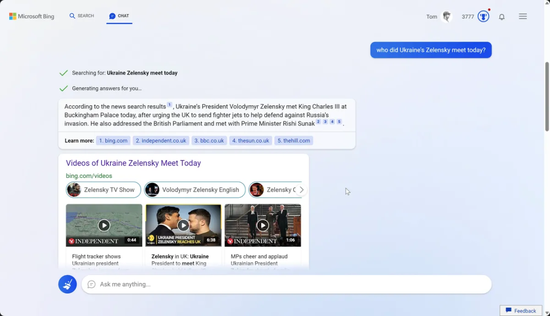 Microsoft Bing
SEARCH
CHAT
Tom
3777
who did Ukraine's Zelensky meet today?
Searching for: Ukraine Zelensky meet today
Generating answers for you...
According to the news search results 1, Ukraine's President Volodymyr Zelensky met King Charles III at
Buckingham Palace today, after urging the UK to send fighter jets to help defend against Russia's
invasion. He also addressed the British Parliament and met with Prime Minister Rishi Sunak 2 3 4 5.
Learn more:
1. bing.com
2. independent.co.uk
3. bbc.co.uk
4. thesun.co.uk
5. thehill.com
Videos of Ukraine Zelensky Meet Today
bing.com/videos
Zelensky TV Show
Volodymyr Zelensky English
Zelensky C
INDEPENDENT
0:44
UKRAINE PRESIDENT
ZELENSKY REACHES UK
6:38
INDEPENDENT
1:06
Flight tracker shows
Ukrainian president
Zelensky in UK: Ukraine
President to meet King
MPs cheer and applaud
Ukrainian President
Ask me anything...
Feedback